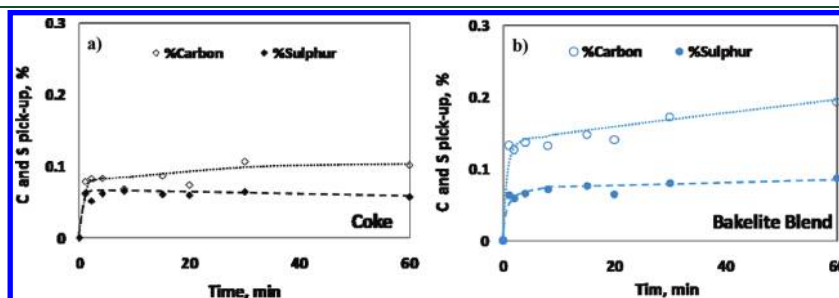 a)
%Carbon
%Sulphur
C and S pick-up, %
0.3
0.2
0.1
0
Coke
0
20
40
60
Time, min
b)
%Carbon
%Sulphur
C and S pick-up, %
0.3
0.2
0.1
0
Bakelite Blend
0
20
40
60
Tim, min